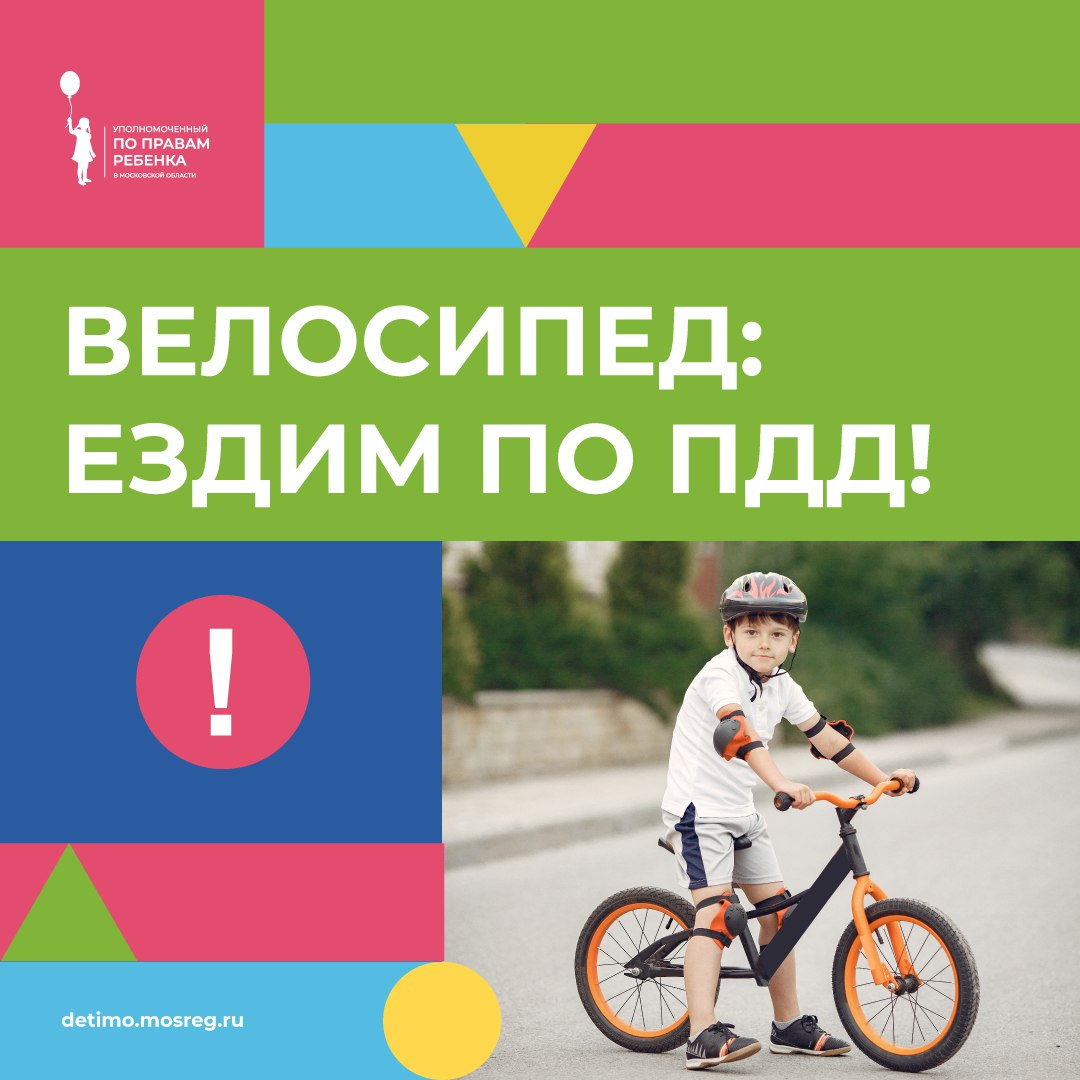 УПОЛНОМОЧЕННЫЙ
ПО ПРАВАМ
РЕБЕНКА
В МОСКОВСКОЙ ОБЛАСТИ
ВЕЛОСИПЕД:
ЕЗДИМ ПО ПДД!
!
detimo.mosreg.ru